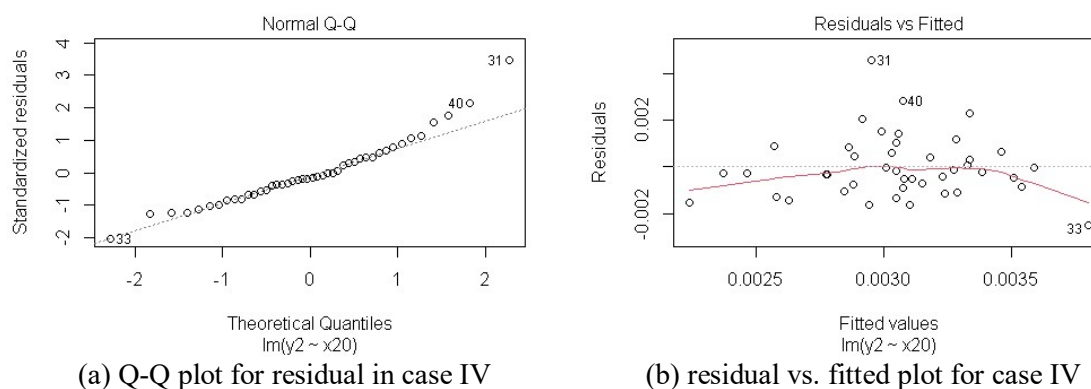 Normal Q-Q
Standardized residuals
-2 -1 0 1 2 3 4
31
40
33
-2 -1 0 1 2
Theoretical Quantiles
lm(y2 ~ x20)
(a) Q-Q plot for residual in case IV
Residuals vs Fitted
Residuals
-0.002 0.002
31
40
33
0.0025 0.0030 0.0035
Fitted values
lm(y2 ~ x20)
(b) residual vs. fitted plot for case IV